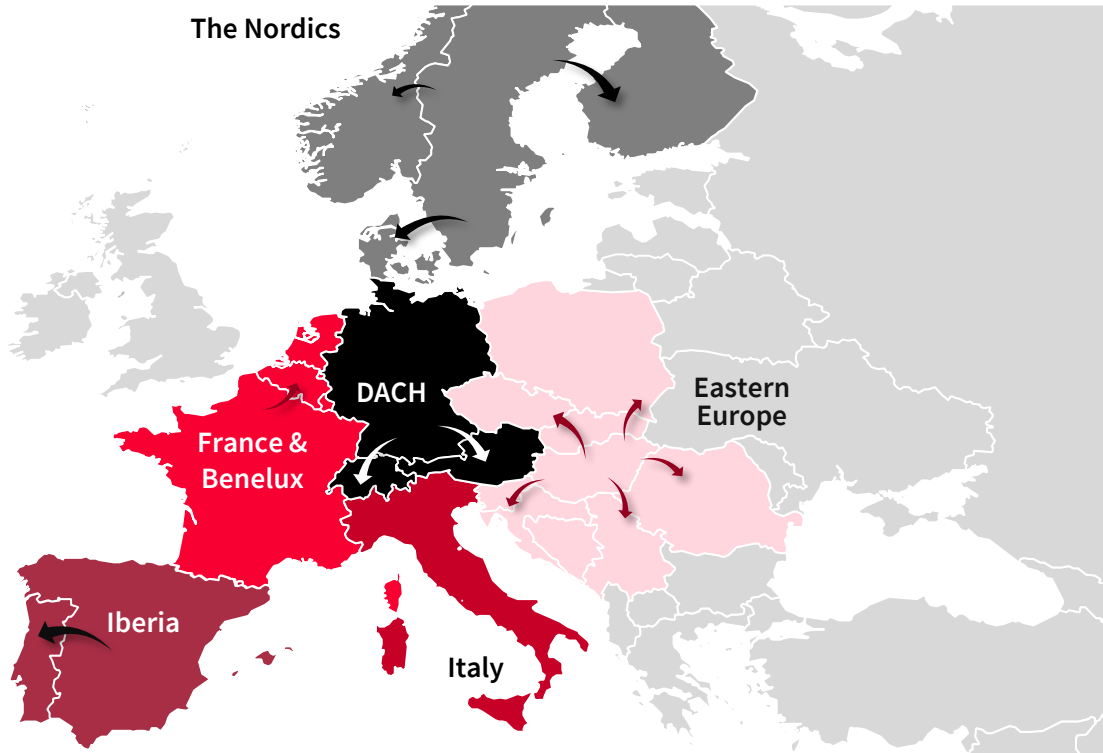 The Nordics
DACH
Eastern
Europe
France &
Benelux
Iberia
Italy